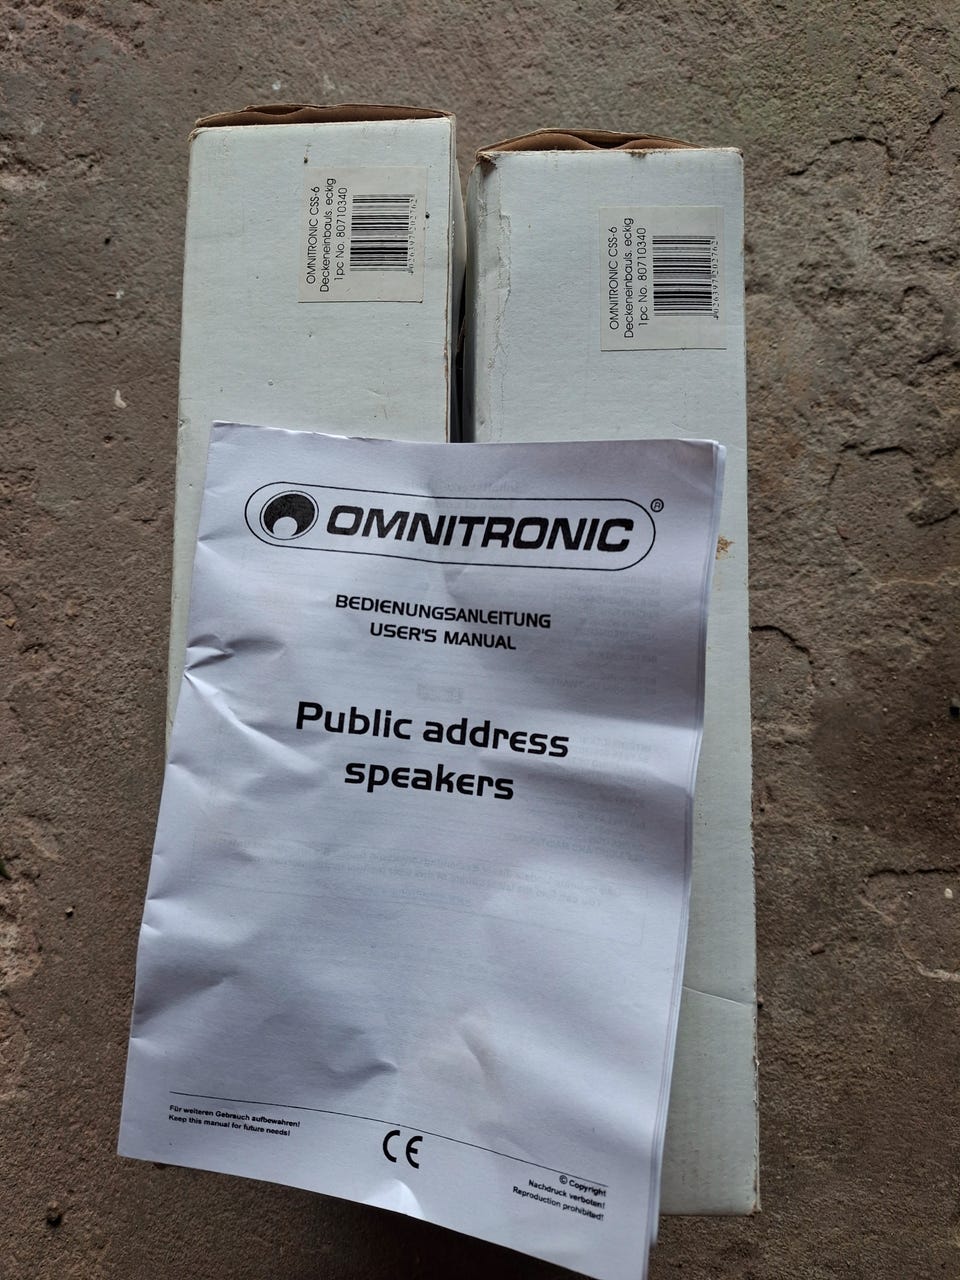 OMNITRONIC CSS-6
Deckeneinbauls. eckig
1pc No. 80710340
4026397202762
OMNITRONIC CSS-6
Deckeneinbauls. eckig
1pc No. 80710340
4026397202762
OMNITRONIC ®
BEDIENUNGSANLEITUNG
USER'S MANUAL
Public address
speakers
Für weiteren Gebrauch aufbewahren!
Keep this manual for future needs!
CE
© Copyright
Nachdruck verboten!
Reproduction prohibited!